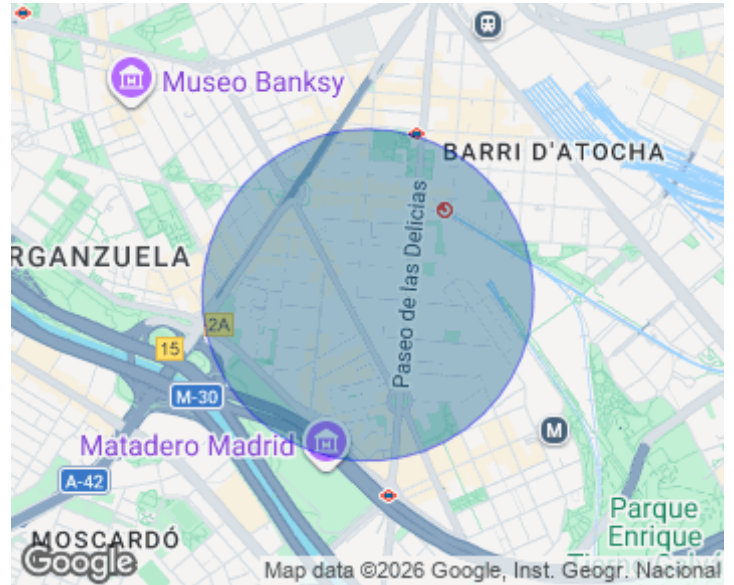 Museo Banksy
BARRI D'ATOCHA
Paseo de las Delicias
RGANZUELA
2A
15
M-30
M
Matadero Madrid
A-42
Parque
Enrique
MOSCARDÓ
Google
Map data ©2026 Google, Inst. Geogr. Nacional